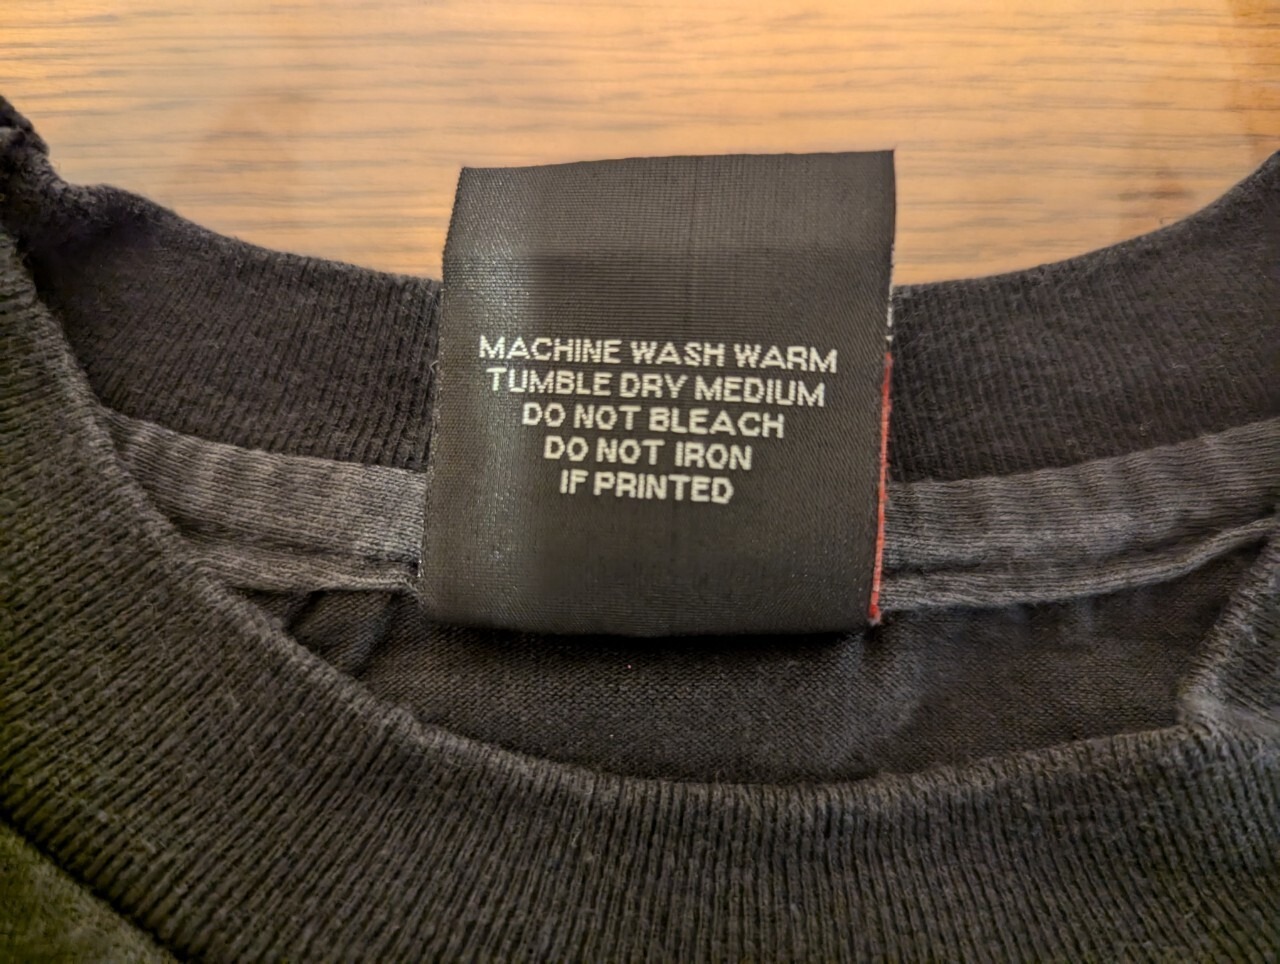 MACHINE WASH WARM
TUMBLE DRY MEDIUM
DO NOT BLEACH
DO NOT IRON
IF PRINTED